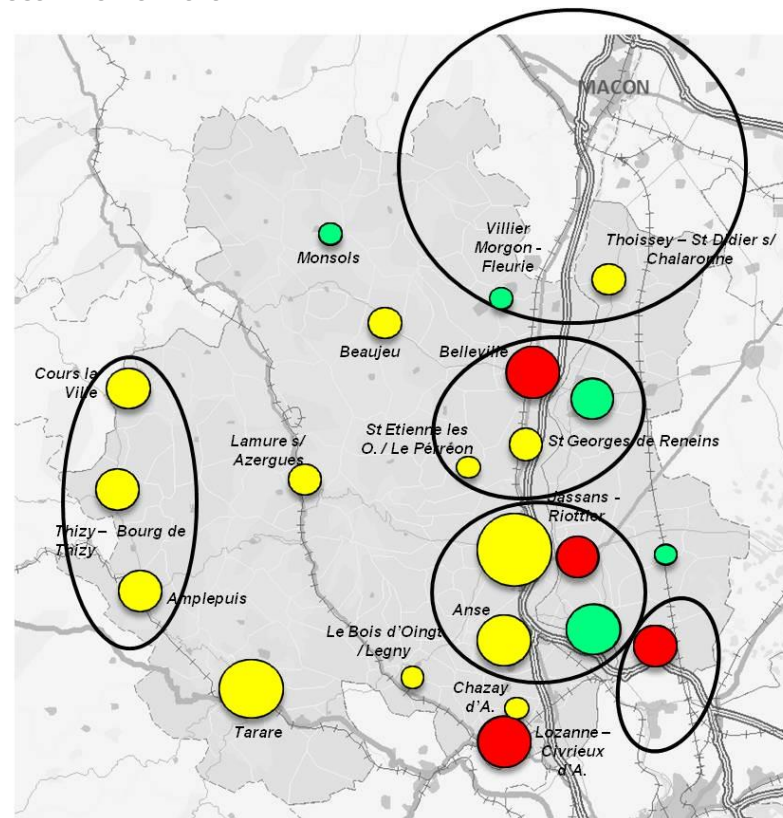 MACON
Villier
Morgon -
Fleurie
Thoissey – St Didier s/
Chalaronne
Monsols
Beaujeu
Belleville
Cours la
Ville
Lamure s/
Azergues
St Etienne les
O. / Le Pérréon
St Georges de Reneins
Jassans -
Riottier
Thizy – Bourg de
Thizy
Amplepuis
Anse
Le Bois d'Oingt
/ Legny
Chazay
d'A.
Tarare
Lozanne –
Civrieux
d'A.